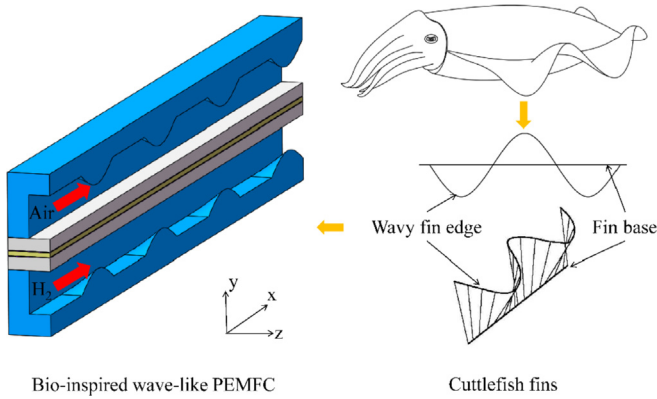 Air
H2
y
x
z
Bio-inspired wave-like PEMFC
Wavy fin edge
Fin base
Cuttlefish fins